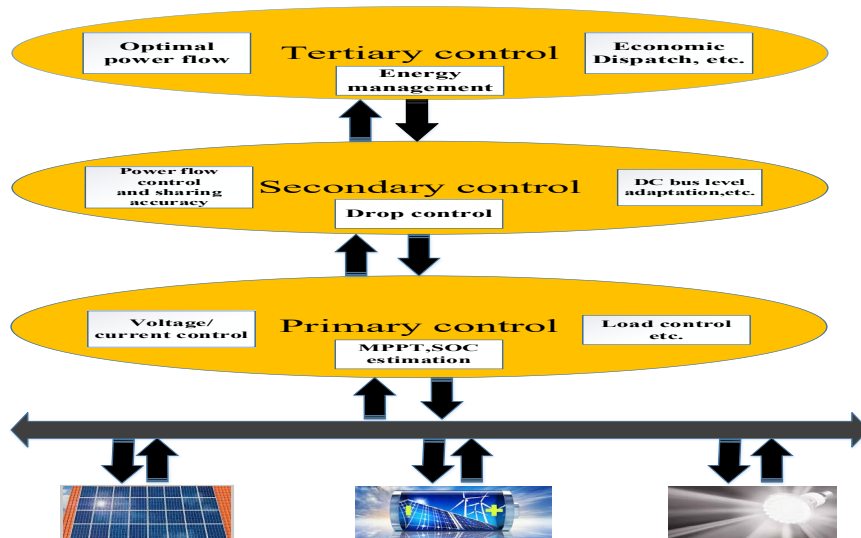 Optimal
power flow
Tertiary control
Economic
Dispatch, etc.
Energy
management
Power flow
control
and sharing
accuracy
Secondary control
DC bus level
adaptation,etc.
Drop control
Voltage/
current control
Primary control
Load control
etc.
MPPT,SOC
estimation